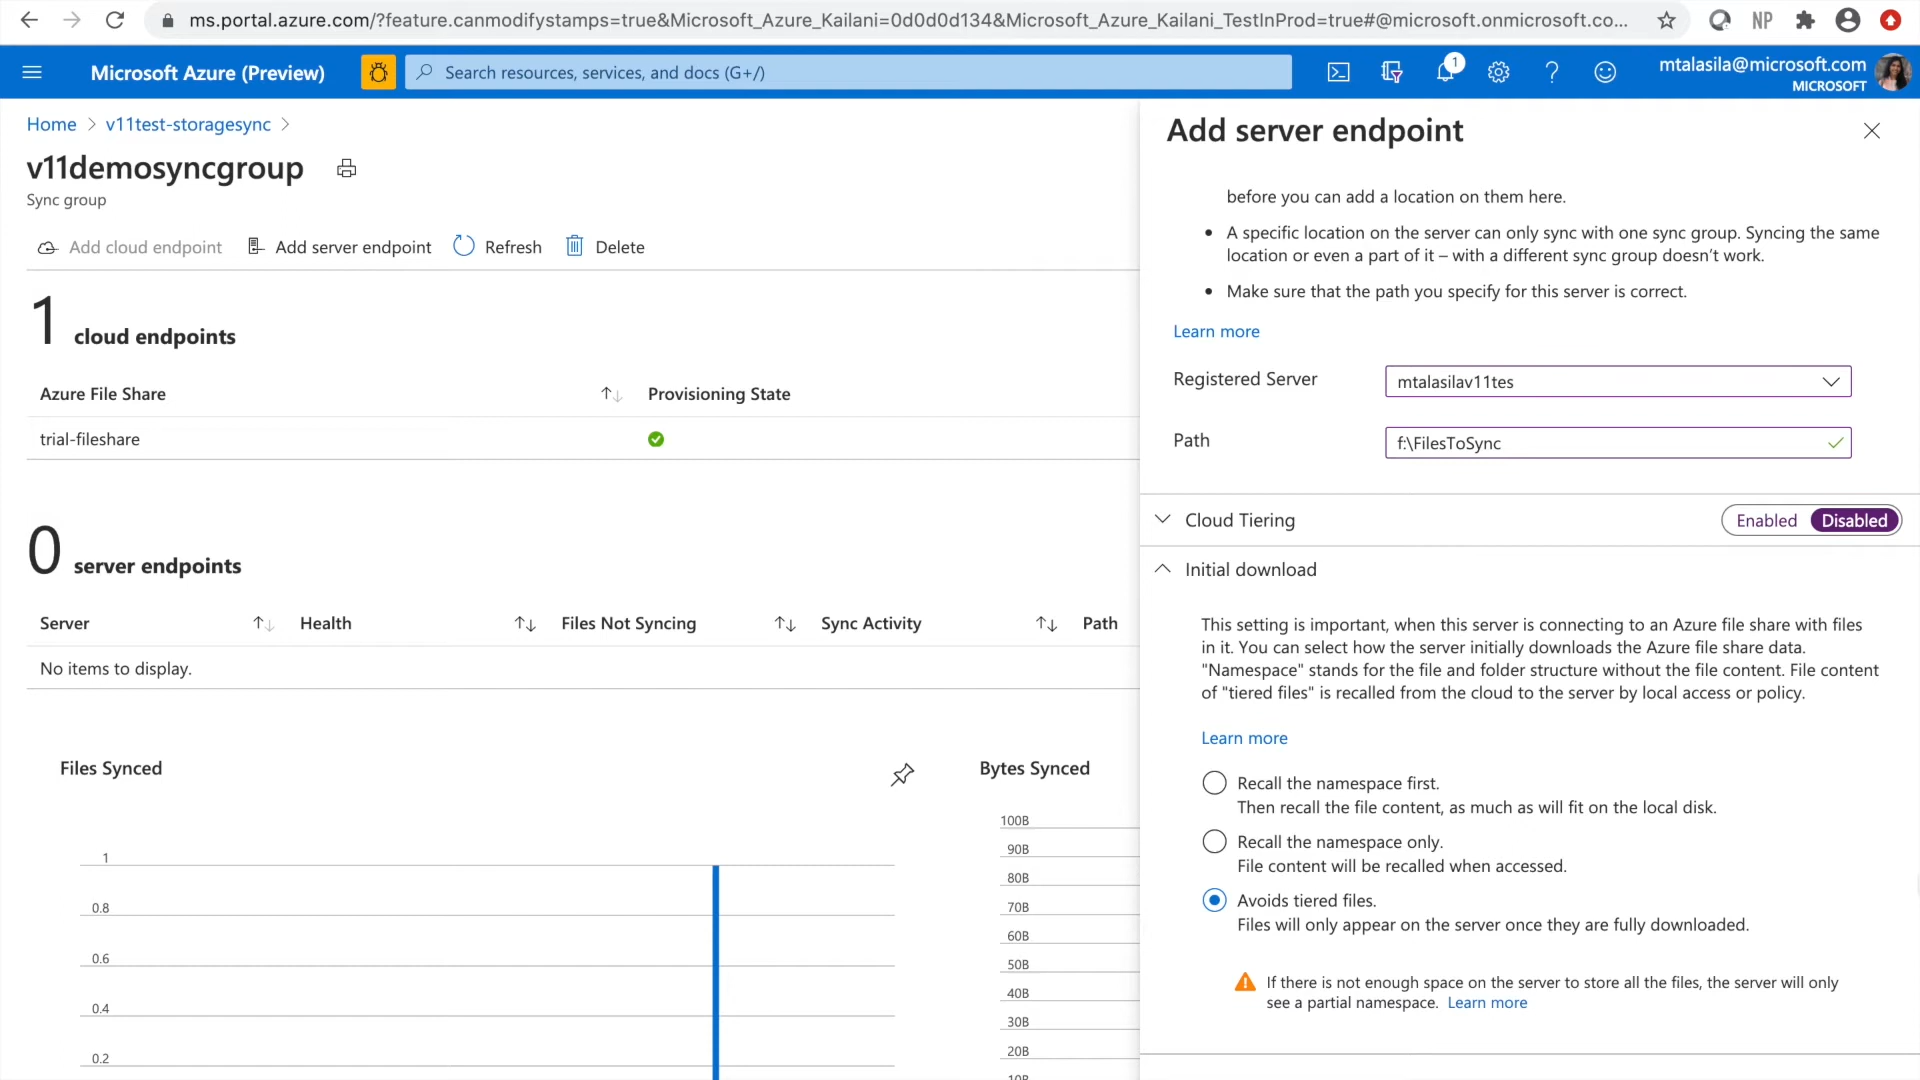 ms.portal.azure.com/?feature.canmodifystamps=true&Microsoft_Azure_Kailani=0d0d0d134&Microsoft_Azure_Kailani_TestInProd=true#@microsoft.onmicrosoft.co...
NP
Microsoft Azure (Preview)
Search resources, services, and docs (G+/)
1
mtalasila@microsoft.com
MICROSOFT
Home > v11test-storagesync >
v11demosyncgroup
Sync group
Add cloud endpoint
Add server endpoint
Refresh
Delete
1 cloud endpoints
Azure File Share
Provisioning State
trial-fileshare
0 server endpoints
Server
Health
Files Not Syncing
Sync Activity
Path
No items to display.
Files Synced
1
0.8
0.6
0.4
0.2
Bytes Synced
100B
90B
80B
70B
60B
50B
40B
30B
20B
10B
Add server endpoint
before you can add a location on them here.
• A specific location on the server can only sync with one sync group. Syncing the same
location or even a part of it – with a different sync group doesn't work.
• Make sure that the path you specify for this server is correct.
Learn more
Registered Server
mtalasilav11tes
Path
f:\FilesToSync
Cloud Tiering
Enabled
Disabled
Initial download
This setting is important, when this server is connecting to an Azure file share with files
in it. You can select how the server initially downloads the Azure file share data.
"Namespace" stands for the file and folder structure without the file content. File content
of "tiered files" is recalled from the cloud to the server by local access or policy.
Learn more
Recall the namespace first.
Then recall the file content, as much as will fit on the local disk.
Recall the namespace only.
File content will be recalled when accessed.
Avoids tiered files.
Files will only appear on the server once they are fully downloaded.
If there is not enough space on the server to store all the files, the server will only
see a partial namespace. Learn more